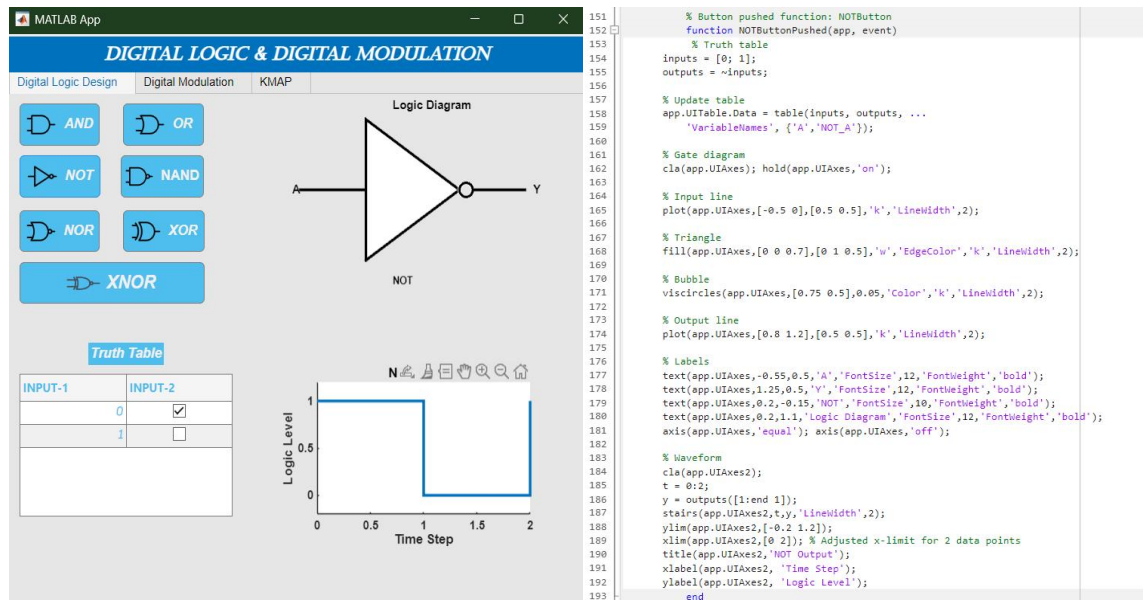 MATLAB App
DIGITAL LOGIC & DIGITAL MODULATION
Digital Logic Design Digital Modulation KMAP
AND OR
NOT NAND
NOR XOR
XNOR
Logic Diagram
A Y
NOT
Truth Table
INPUT-1 INPUT-2
0
1
N
1
0.5
0
Logic Level
0 0.5 1 1.5 2
Time Step
151 % Button pushed function: NOTButton
152 function NOTButtonPushed(app, event)
153 % Truth table
154 inputs = [0; 1];
155 outputs = ~inputs;
156
157 % Update table
158 app.UITable.Data = table(inputs, outputs, ...
159 'VariableNames', {'A','NOT_A'});
160
161 % Gate diagram
162 cla(app.UIAxes); hold(app.UIAxes,'on');
163
164 % Input line
165 plot(app.UIAxes,[-0.5 0],[0.5 0.5],'k','LineWidth',2);
166
167 % Triangle
168 fill(app.UIAxes,[0 0 0.7],[0 1 0.5],'w','EdgeColor','k','LineWidth',2);
169
170 % Bubble
171 viscircles(app.UIAxes,[0.75 0.5],0.05,'Color','k','LineWidth',2);
172
173 % Output line
174 plot(app.UIAxes,[0.8 1.2],[0.5 0.5],'k','LineWidth',2);
175
176 % Labels
177 text(app.UIAxes,-0.55,0.5,'A','FontSize',12,'FontWeight','bold');
178 text(app.UIAxes,1.25,0.5,'Y','FontSize',12,'FontWeight','bold');
179 text(app.UIAxes,0.2,-0.15,'NOT','FontSize',10,'FontWeight','bold');
180 text(app.UIAxes,0.2,1.1,'Logic Diagram','FontSize',12,'FontWeight','bold');
181 axis(app.UIAxes,'equal'); axis(app.UIAxes,'off');
182
183 % Waveform
184 cla(app.UIAxes2);
185 t = 0:2;
186 y = outputs([1:end 1]);
187 stairs(app.UIAxes2,t,y,'LineWidth',2);
188 ylim(app.UIAxes2,[-0.2 1.2]);
189 xlim(app.UIAxes2,[0 2]); % Adjusted x-limit for 2 data points
190 title(app.UIAxes2,'NOT Output');
191 xlabel(app.UIAxes2, 'Time Step');
192 ylabel(app.UIAxes2, 'Logic Level');
193 end